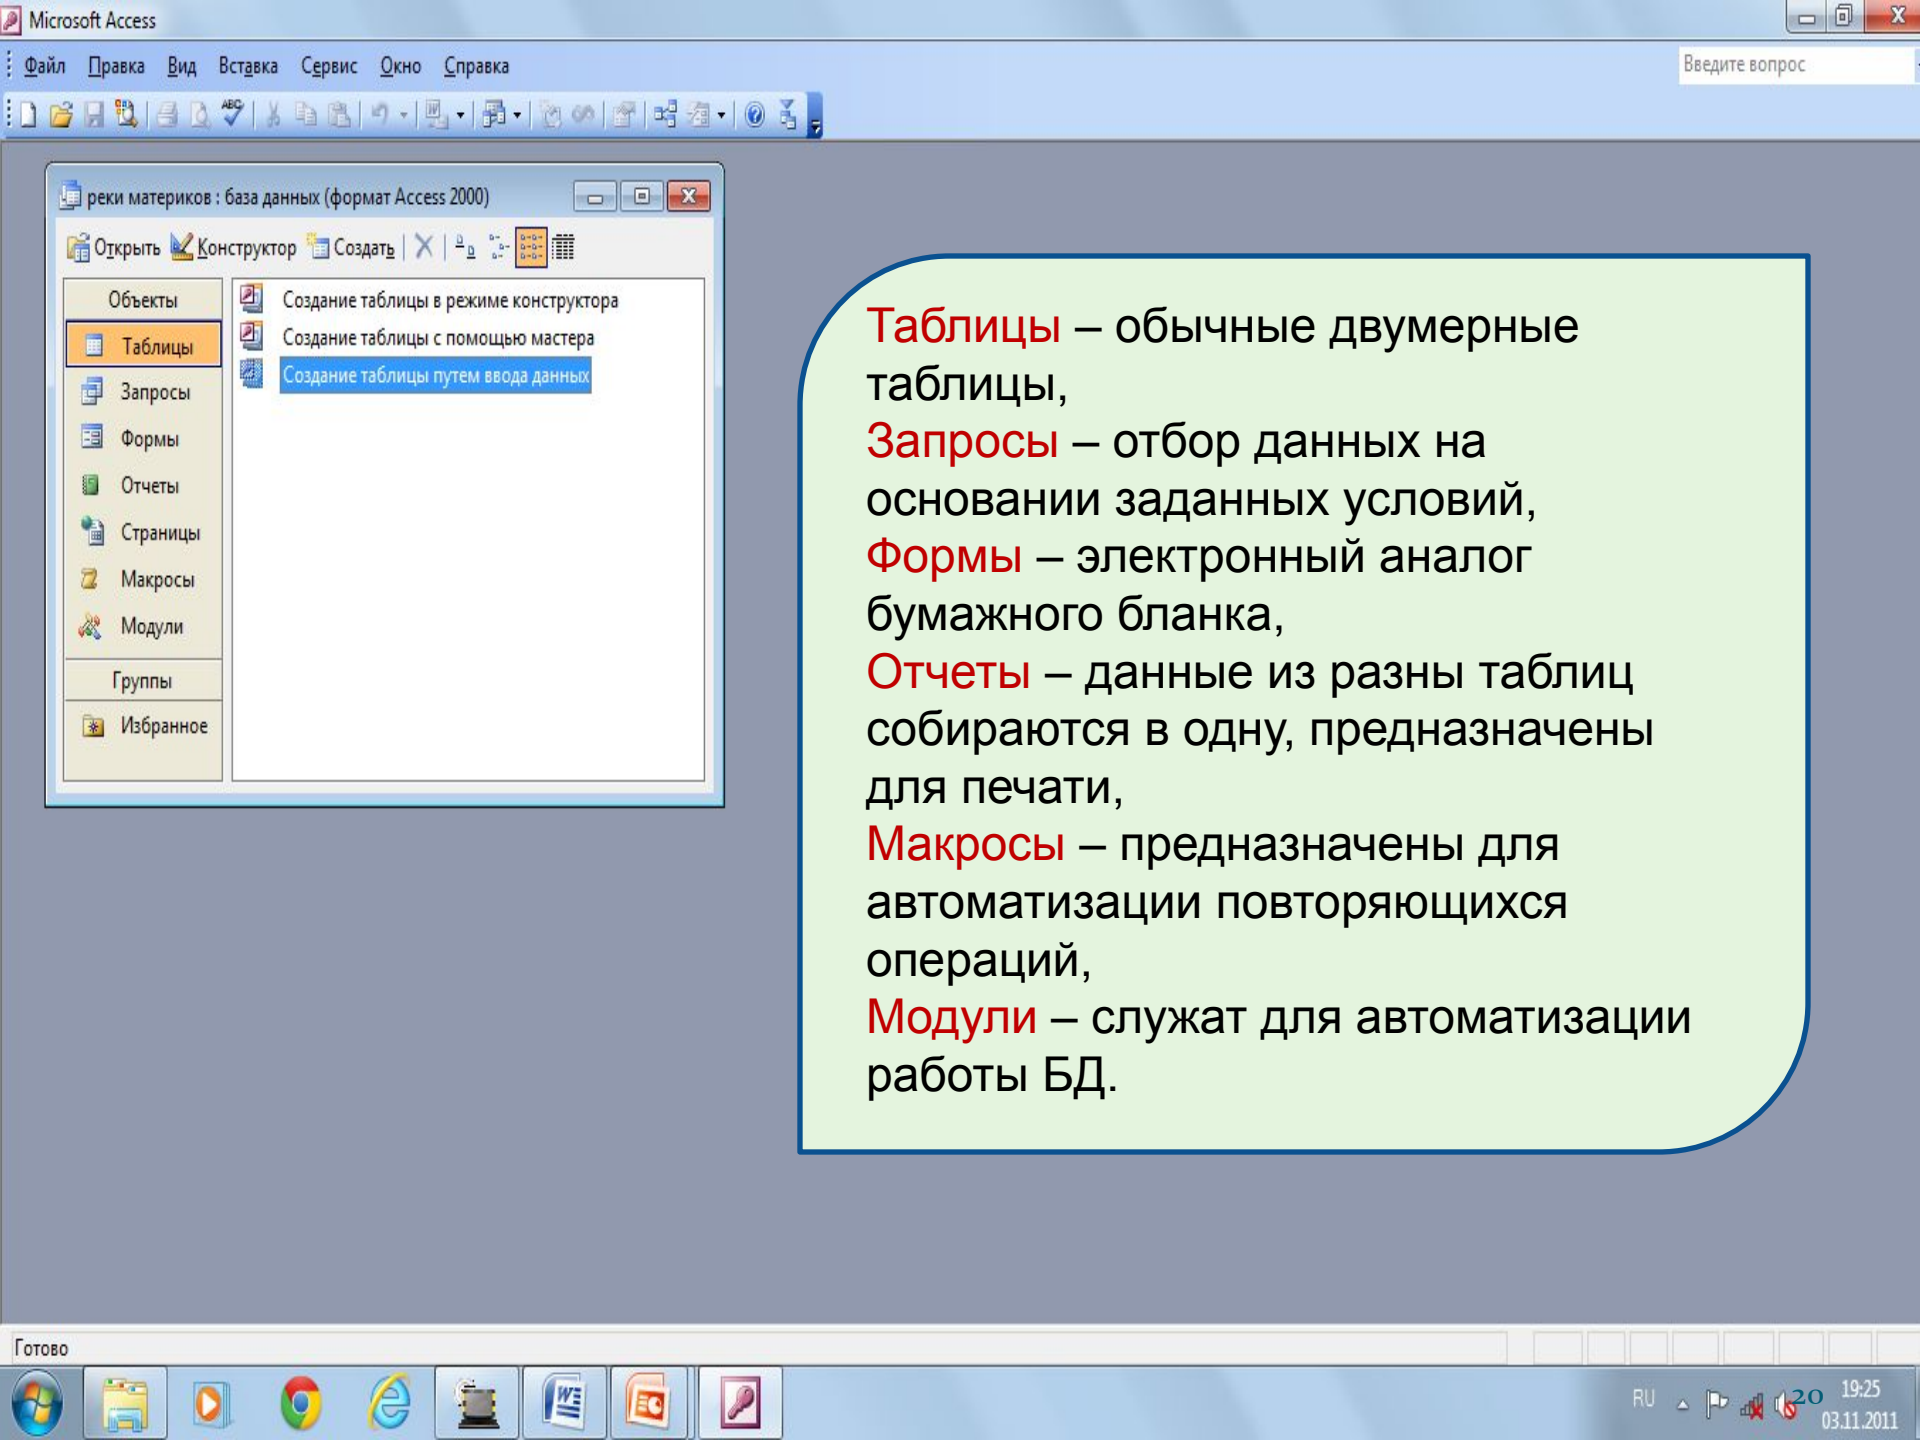 Microsoft Access
Файл Правка Вид Вставка Сервис Окно Справка
Введите вопрос
реки материков : база данных (формат Access 2000)
Открыть Конструктор Создать
Объекты
Таблицы
Запросы
Формы
Отчеты
Страницы
Макросы
Модули
Группы
Избранное
Создание таблицы в режиме конструктора
Создание таблицы с помощью мастера
Создание таблицы путем ввода данных
Таблицы – обычные двумерные
таблицы,
Запросы – отбор данных на
основании заданных условий,
Формы – электронный аналог
бумажного бланка,
Отчеты – данные из разны таблиц
собираются в одну, предназначены
для печати,
Макросы – предназначены для
автоматизации повторяющихся
операций,
Модули – служат для автоматизации
работы БД.
Готово
RU
20
19:25
03.11.2011